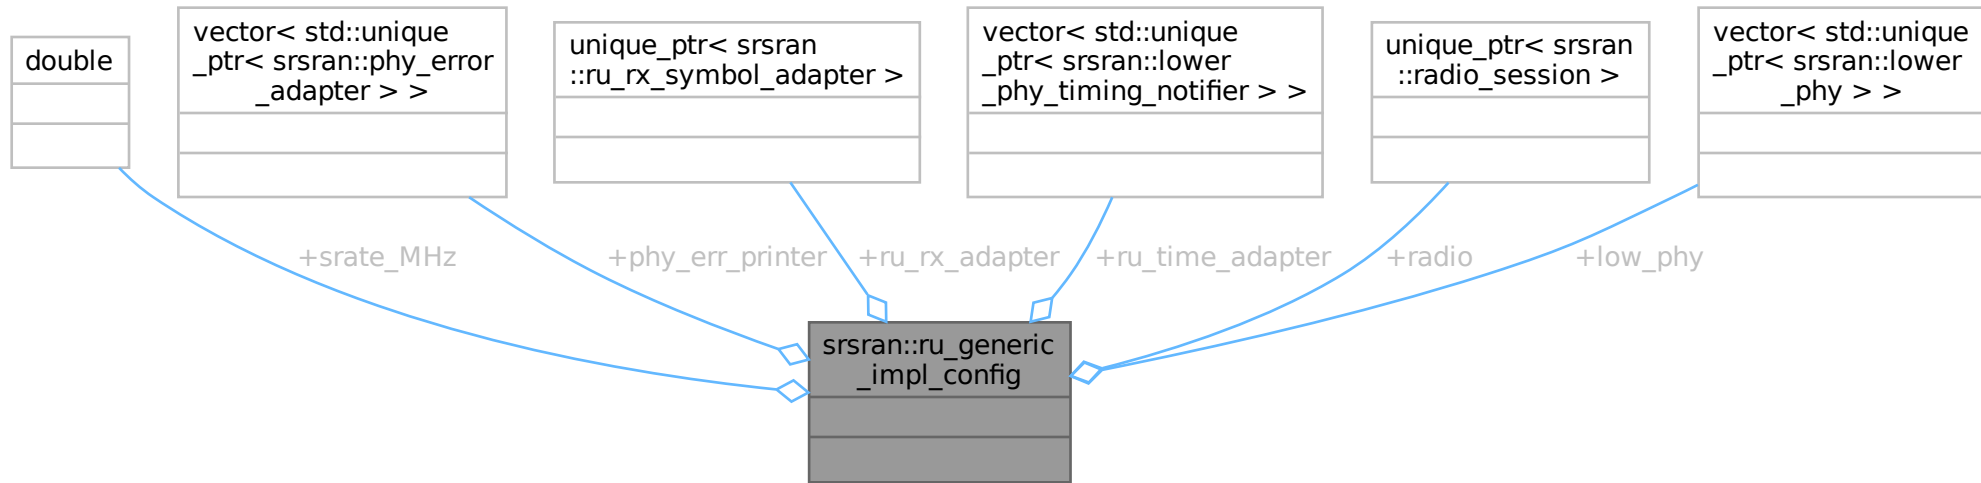 double
vector< std::unique
_ptr< srsran::phy_error
_adapter > >
unique_ptr< srsran
::ru_rx_symbol_adapter >
vector< std::unique
_ptr< srsran::lower
_phy_timing_notifier > >
unique_ptr< srsran
::radio_session >
vector< std::unique
_ptr< srsran::lower
_phy > >
+srate_MHz
+phy_err_printer
+ru_rx_adapter
+ru_time_adapter
+radio
+low_phy
srsran::ru_generic
_impl_config